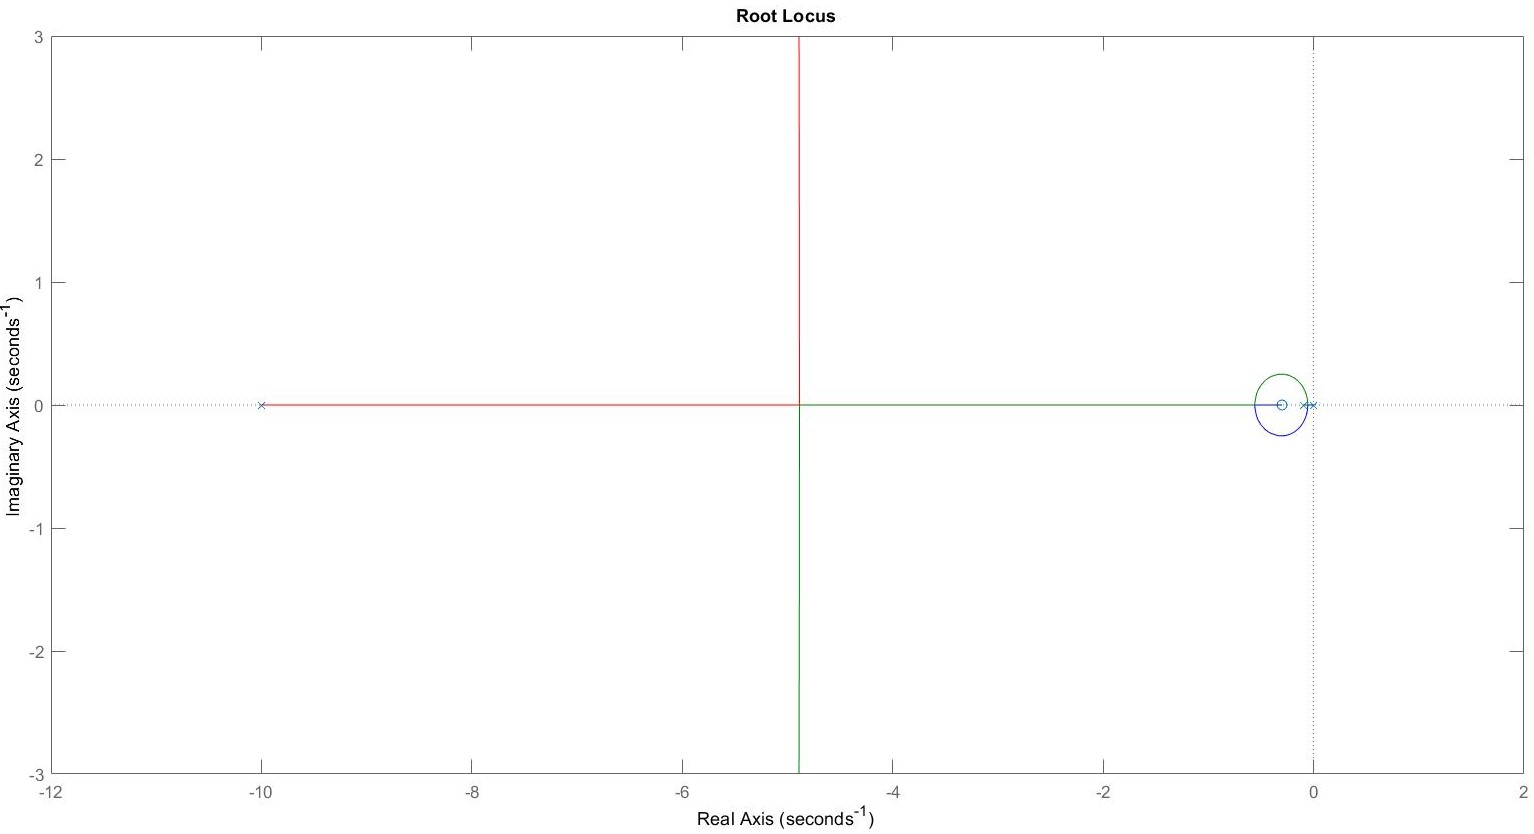 Root Locus
3
2
1
0
-1
-2
-3
Imaginary Axis (seconds⁻¹)
-12 -10 -8 -6 -4 -2 0 2
Real Axis (seconds⁻¹)